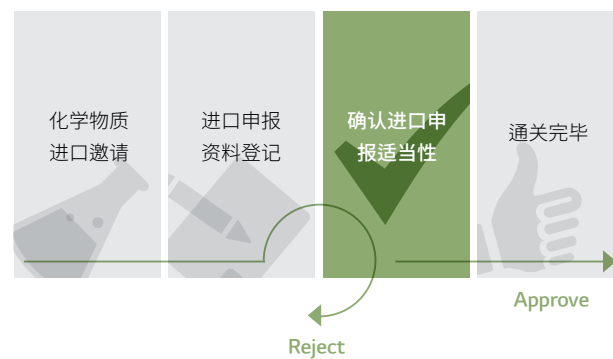 化学物质
进口邀请
进口申报
资料登记
确认进口申
报适当性
通关完毕
Approve
Reject